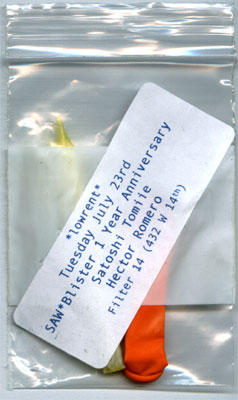 *lowrent*
Tuesday July 23rd
SAW*Blister 1 Year Anniversary
Satoshi Tomiie
Hector Romero
Filter 14 (432 W 14th)